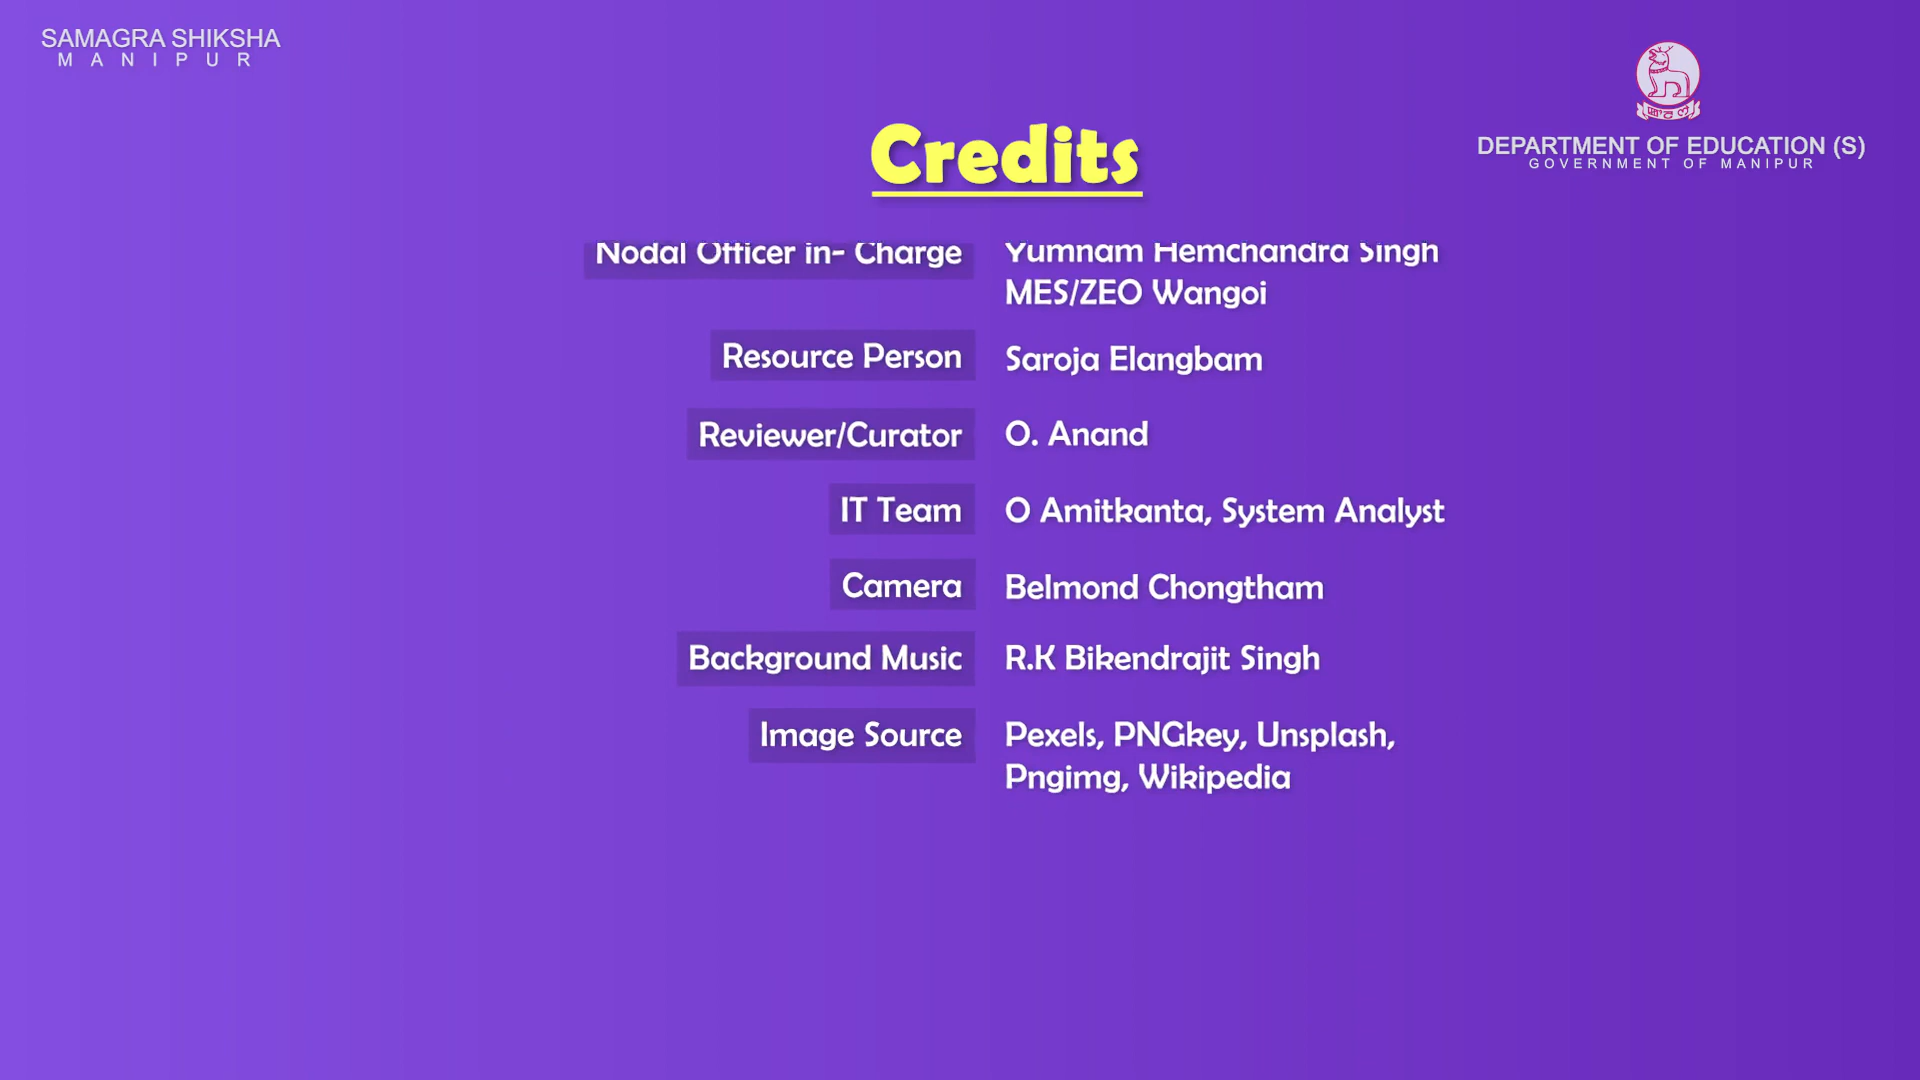 SAMAGRA SHIKSHA
MANIPUR
DEPARTMENT OF EDUCATION (S)
GOVERNMENT OF MANIPUR
Credits
Nodal Officer in- Charge Yumnam Hemchandra Singh
MES/ZEO Wangoi
Resource Person Saroja Elangbam
Reviewer/Curator O. Anand
IT Team O Amitkanta, System Analyst
Camera Belmond Chongtham
Background Music R.K Bikendrajit Singh
Image Source Pexels, PNGkey, Unsplash,
Pngimg, Wikipedia